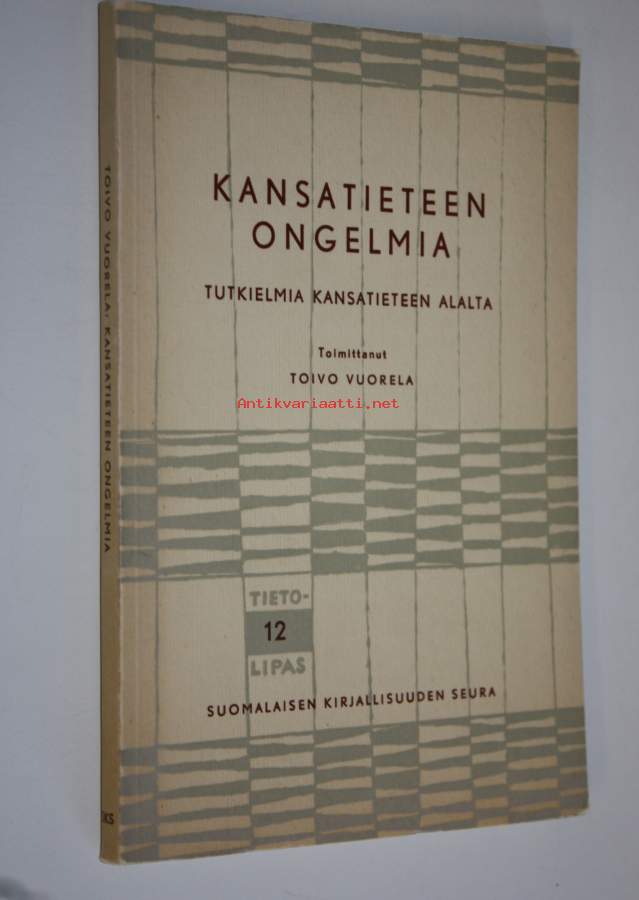 KANSATIETEEN
ONGELMIA
TUTKIELMIA KANSATIETEEN ALALTA
Toimittanut
TOIVO VUORELA
Antikvariaatti.net
TIETO-
12
LIPAS
SUOMALAISEN KIRJALLISUUDEN SEURA
TOIVO VUORELA: KANSATIETEEN ONGELMIA
SKS